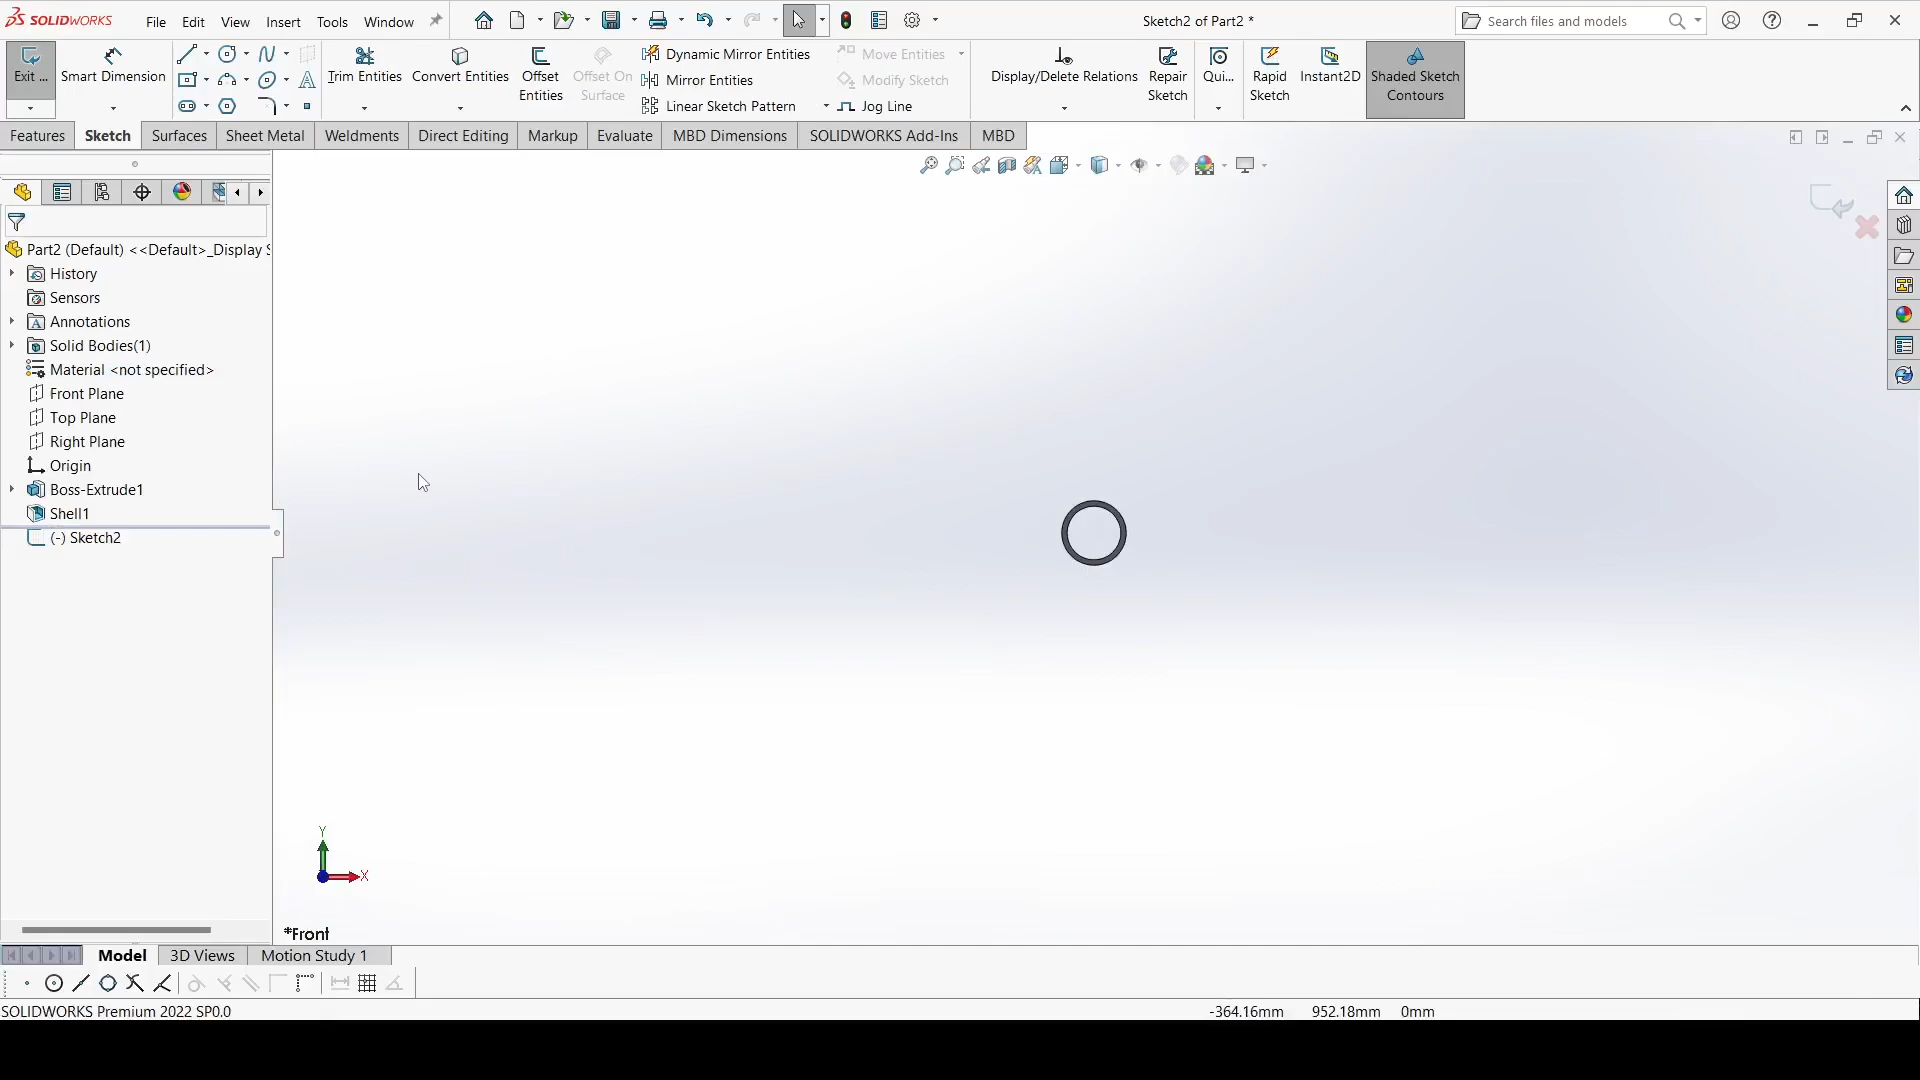 SOLIDWORKS File Edit View Insert Tools Window Sketch2 of Part2 * Search files and models
Exit ... Smart Dimension Trim Entities Convert Entities Offset Entities Offset On Surface Dynamic Mirror Entities Mirror Entities Linear Sketch Pattern Move Entities Modify Sketch Jog Line Display/Delete Relations Repair Sketch Qui... Rapid Sketch Instant2D Shaded Sketch Contours
Features Sketch Surfaces Sheet Metal Weldments Direct Editing Markup Evaluate MBD Dimensions SOLIDWORKS Add-Ins MBD
Part2 (Default) <<Default>_Display S
History
Sensors
Annotations
Solid Bodies(1)
Material <not specified>
Front Plane
Top Plane
Right Plane
Origin
Boss-Extrude1
Shell1
(-) Sketch2
Y
X
*Front
Model 3D Views Motion Study 1
SOLIDWORKS Premium 2022 SP0.0 -364.16mm 952.18mm 0mm